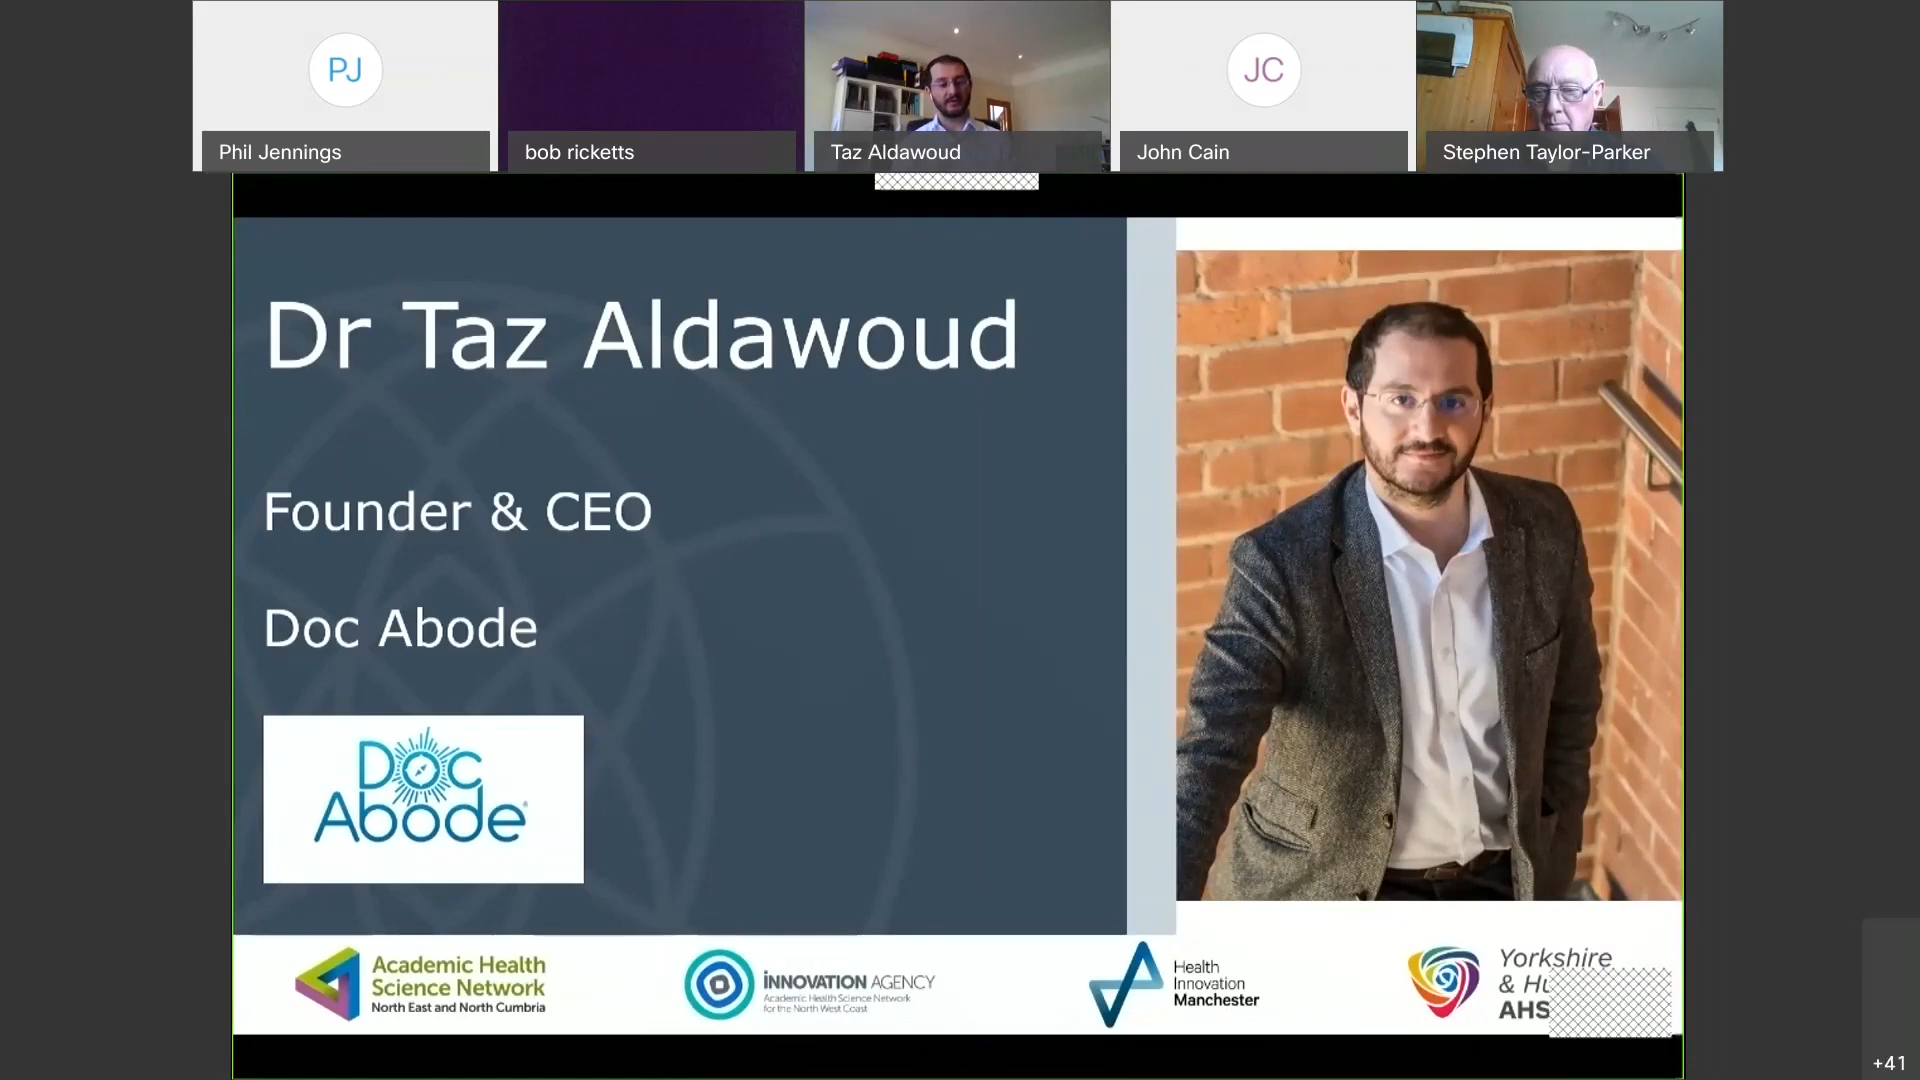 PJ
JC
Phil Jennings
bob ricketts
Taz Aldawoud
John Cain
Stephen Taylor-Parker
Dr Taz Aldawoud
Founder & CEO
Doc Abode
Doc
Abode®
Academic Health
Science Network
North East and North Cumbria
iNNOVATION AGENCY
Academic Health Science Network
for the North West Coast
Health
Innovation
Manchester
Yorkshire
&
AHS
+41